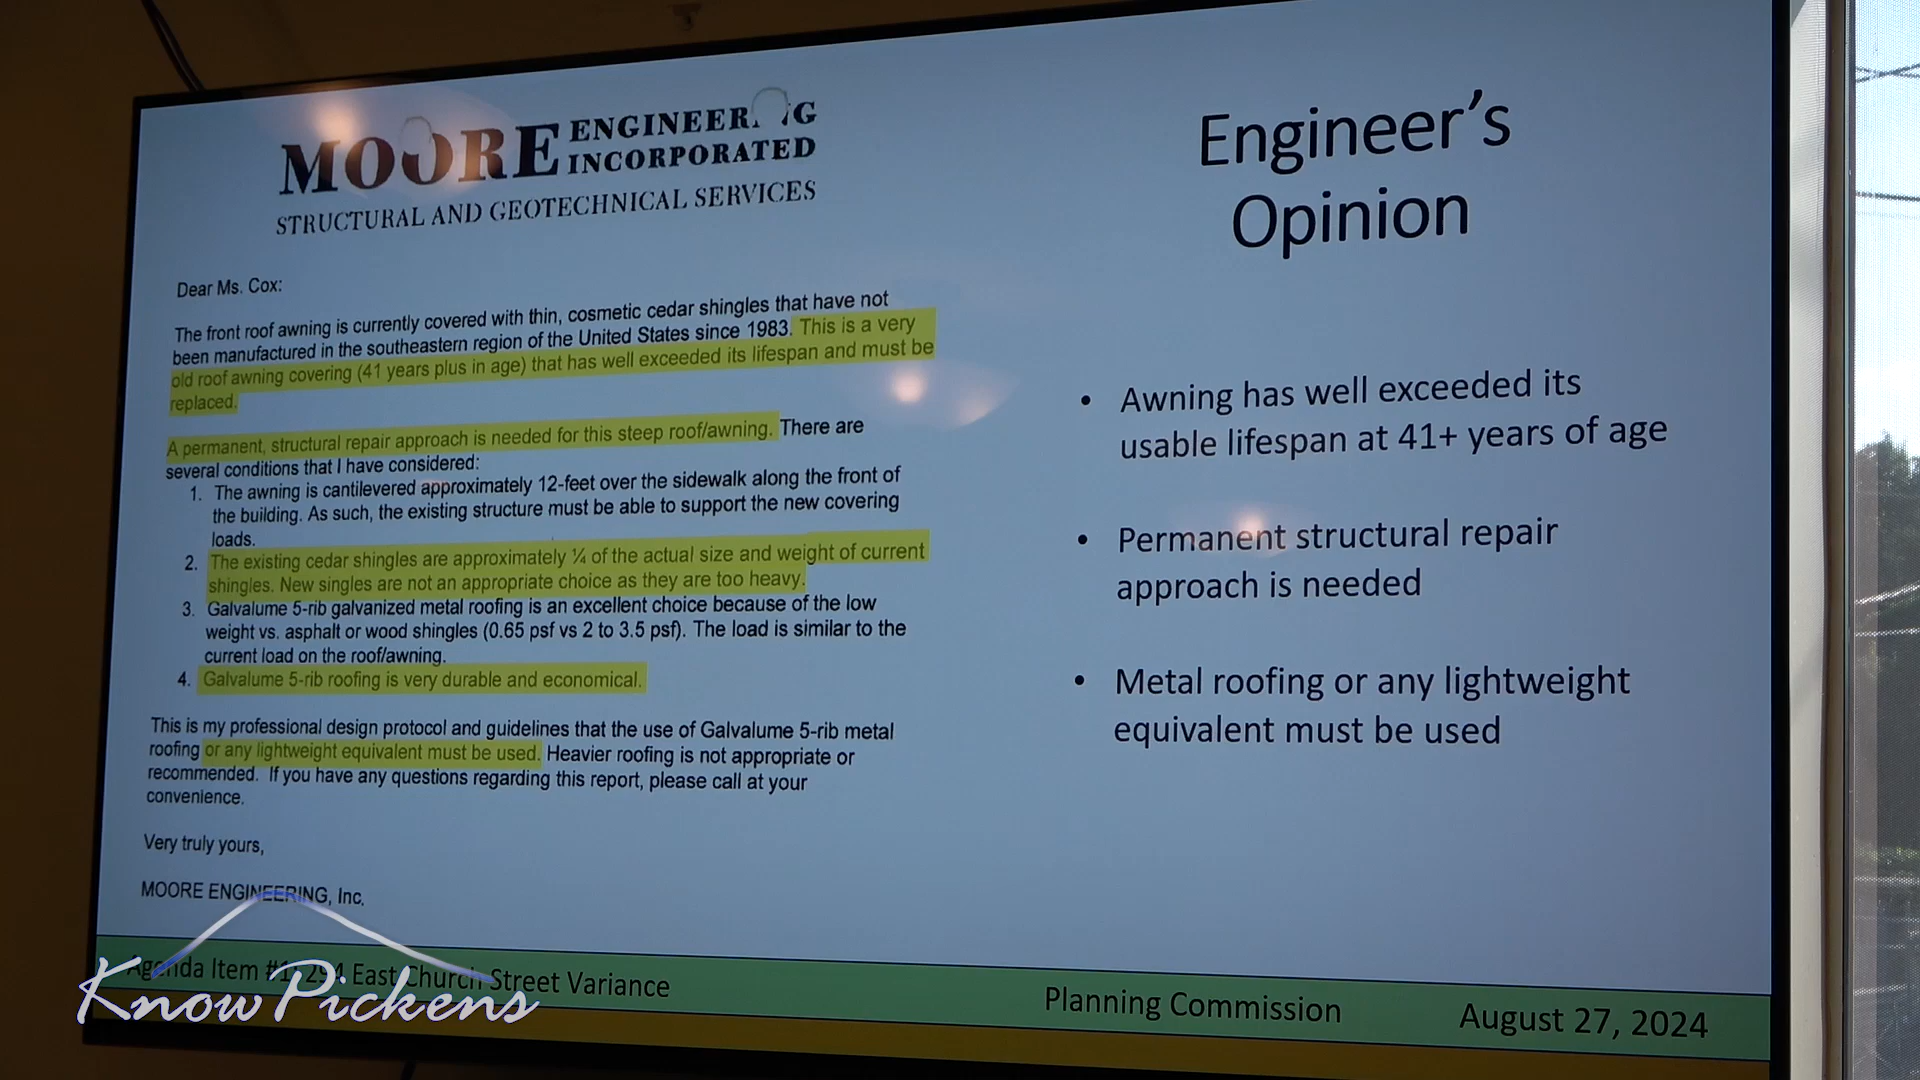 MOORE ENGINEERING
INCORPORATED
STRUCTURAL AND GEOTECHNICAL SERVICES
Dear Ms. Cox:
The front roof awning is currently covered with thin, cosmetic cedar shingles that have not
been manufactured in the southeastern region of the United States since 1983. This is a very
old roof awning covering (41 years plus in age) that has well exceeded its lifespan and must be
replaced.
A permanent, structural repair approach is needed for this steep roof/awning. There are
several conditions that I have considered:
1. The awning is cantilevered approximately 12-feet over the sidewalk along the front of
the building. As such, the existing structure must be able to support the new covering
loads.
2. The existing cedar shingles are approximately ¼ of the actual size and weight of current
shingles. New singles are not an appropriate choice as they are too heavy.
3. Galvalume 5-rib galvanized metal roofing is an excellent choice because of the low
weight vs. asphalt or wood shingles (0.65 psf vs 2 to 3.5 psf). The load is similar to the
current load on the roof/awning.
4. Galvalume 5-rib roofing is very durable and economical.
This is my professional design protocol and guidelines that the use of Galvalume 5-rib metal
roofing or any lightweight equivalent must be used. Heavier roofing is not appropriate or
recommended. If you have any questions regarding this report, please call at your
convenience.
Very truly yours,
MOORE ENGINEERING, Inc.
Engineer's
Opinion
• Awning has well exceeded its
usable lifespan at 41+ years of age
• Permanent structural repair
approach is needed
• Metal roofing or any lightweight
equivalent must be used
Agenda Item East Church Street Variance
Planning Commission
August 27, 2024
KnowPickens